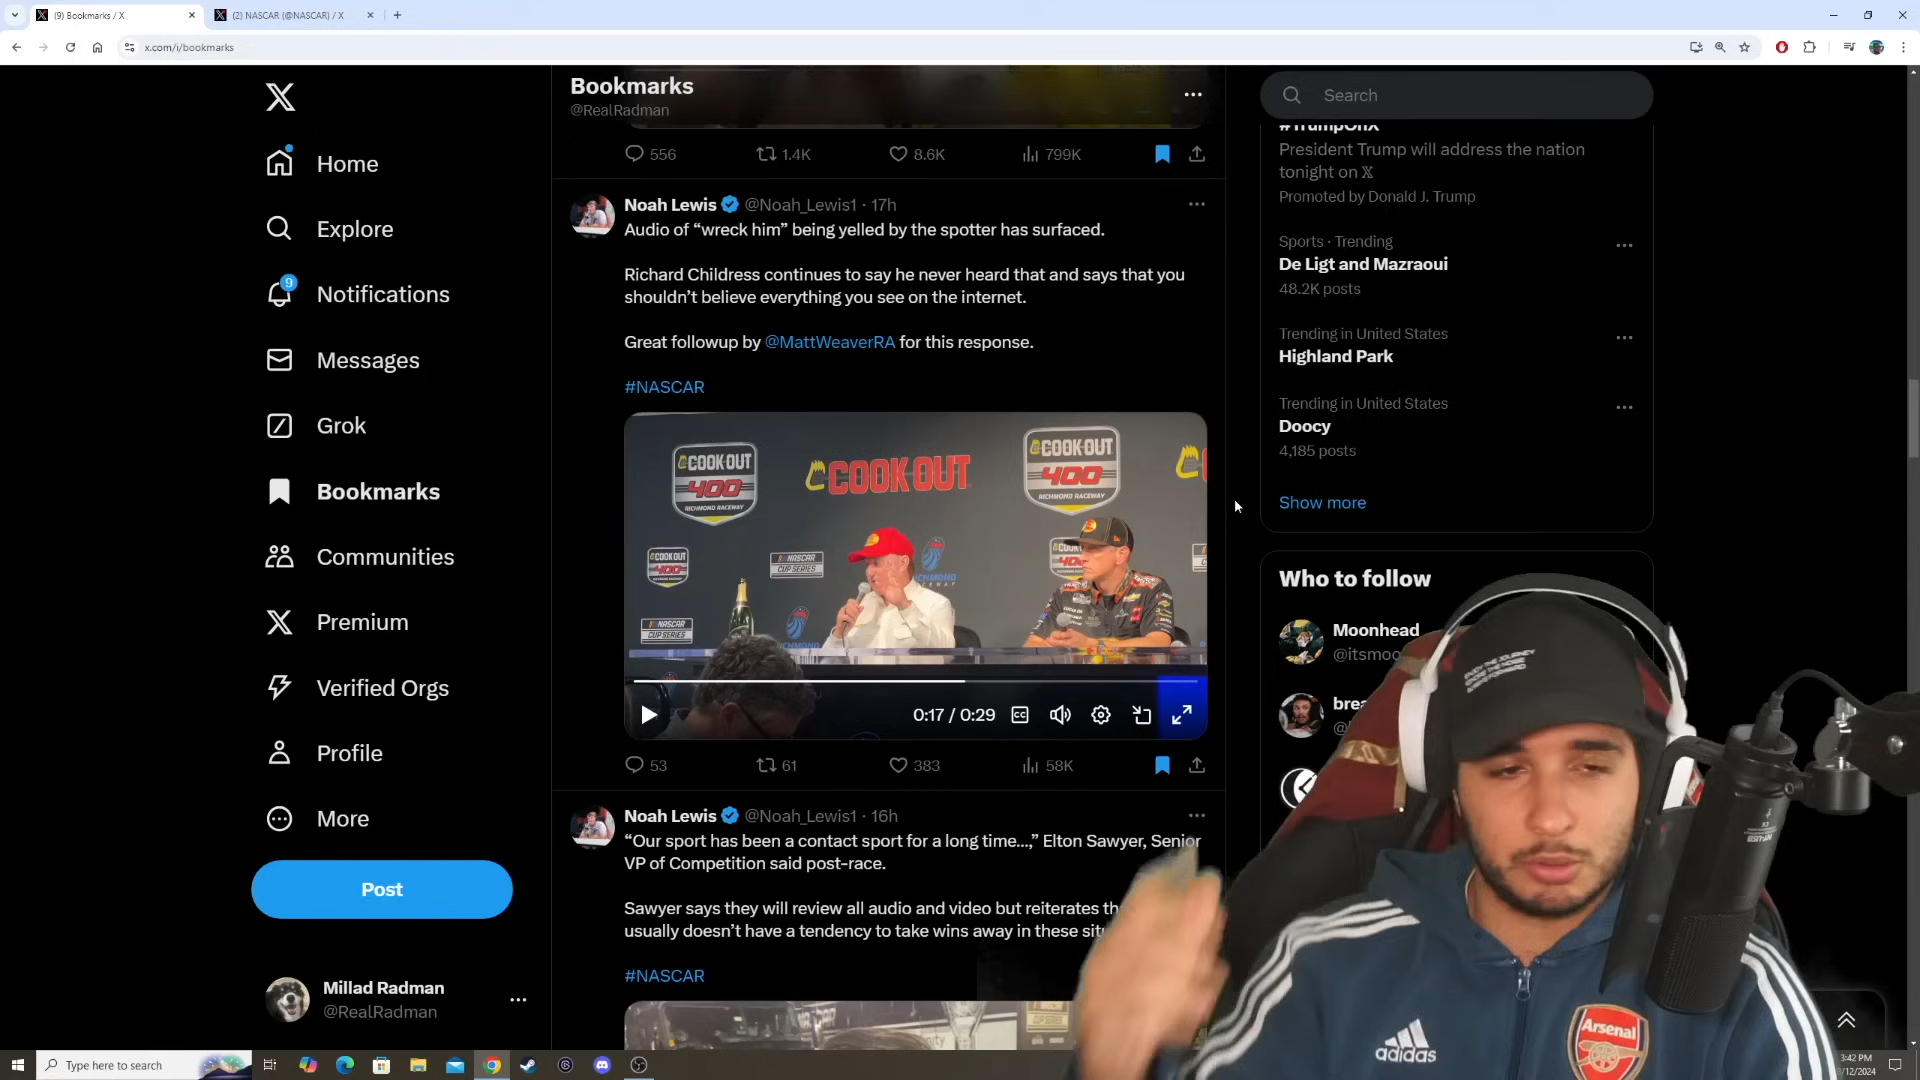 (9) Bookmarks / X
(2) NASCAR (@NASCAR) / X
x.com/i/bookmarks
Home
Explore
9
Notifications
Messages
Grok
Bookmarks
Communities
Premium
Verified Orgs
Profile
More
Post
Millad Radman
@RealRadman
Bookmarks
@RealRadman
556
1.4K
8.6K
799K
Noah Lewis @Noah_Lewis1 · 17h
Audio of “wreck him” being yelled by the spotter has surfaced.
Richard Childress continues to say he never heard that and says that you
shouldn’t believe everything you see on the internet.
Great followup by @MattWeaverRA for this response.
#NASCAR
COOK OUT
400
RICHMOND RACEWAY
COOK OUT
COOK OUT
400
RICHMOND RACEWAY
COOK OUT
400
NASCAR
CUP SERIES
NASCAR
CUP SERIES
0:17 / 0:29
53
61
383
58K
Noah Lewis @Noah_Lewis1 · 16h
“Our sport has been a contact sport for a long time...,” Elton Sawyer, Senior
VP of Competition said post-race.
Sawyer says they will review all audio and video but reiterates
usually doesn’t have a tendency to take wins away in these
#NASCAR
Search
#TrumpOnX
President Trump will address the nation
tonight on X
Promoted by Donald J. Trump
Sports · Trending
De Ligt and Mazraoui
48.2K posts
Trending in United States
Highland Park
Trending in United States
Doocy
4,185 posts
Show more
Who to follow
Moonhead
adidas
Arsenal
Type here to search
3:42 PM
/12/2024